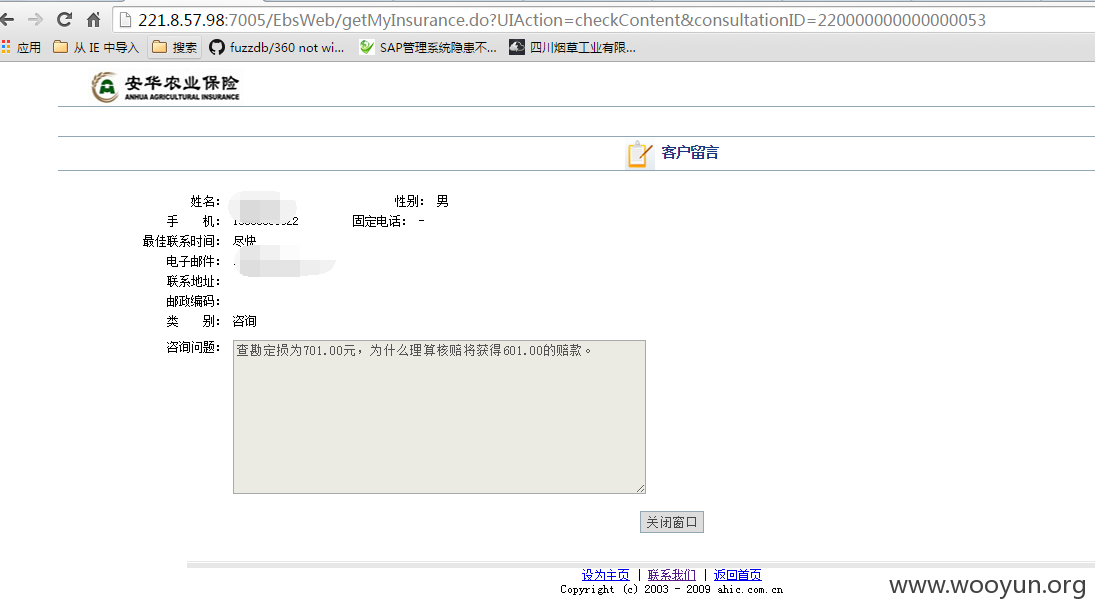 221.8.57.98:7005/EbsWeb/getMyInsurance.do?UIAction=checkContent&consultationID=220000000000000053
应用 从 IE 中导入 搜索 fuzzdb/360 not wi... SAP管理系统隐患不... 四川烟草工业有限...
安华农业保险
ANHUA AGRICULTURAL INSURANCE
客户留言
姓名： 性别： 男
手 机： 固定电话： -
最佳联系时间： 尽快
电子邮件：
联系地址：
邮政编码：
类 别： 咨询
咨询问题： 查勘定损为701.00元，为什么理算核赔将获得601.00的赔款。
关闭窗口
设为主页 | 联系我们 | 返回首页
Copyright (c) 2003 - 2009 ahic.com.cn
www.wooyun.org